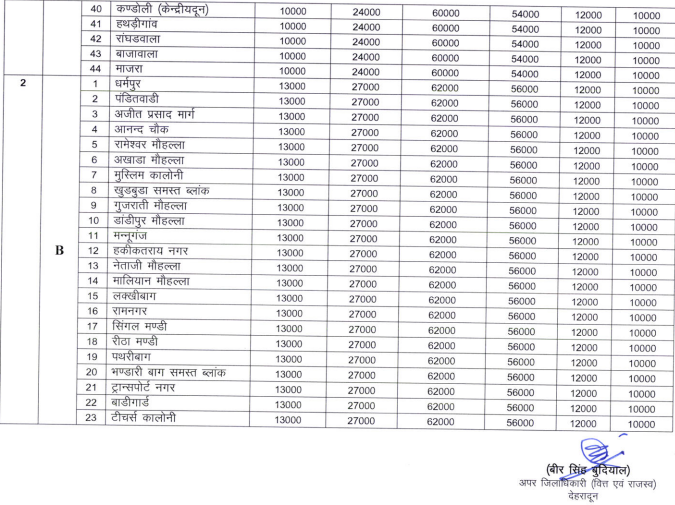 40 कण्डोली (केन्द्रीयदून) 10000 24000 60000 54000 12000 10000
41 हथड़ीगांव 10000 24000 60000 54000 12000 10000
42 रांघडवाला 10000 24000 60000 54000 12000 10000
43 बाजावाला 10000 24000 60000 54000 12000 10000
44 माजरा 10000 24000 60000 54000 12000 10000
2 B
1 धर्मपुर 13000 27000 62000 56000 12000 10000
2 पंडितवाडी 13000 27000 62000 56000 12000 10000
3 अजीत प्रसाद मार्ग 13000 27000 62000 56000 12000 10000
4 आनन्द चौक 13000 27000 62000 56000 12000 10000
5 रामेश्वर मौहल्ला 13000 27000 62000 56000 12000 10000
6 अखाडा मौहल्ला 13000 27000 62000 56000 12000 10000
7 मुस्लिम कालोनी 13000 27000 62000 56000 12000 10000
8 खुडबुडा समस्त ब्लांक 13000 27000 62000 56000 12000 10000
9 गुजराती मौहल्ला 13000 27000 62000 56000 12000 10000
10 डांडीपुर मौहल्ला 13000 27000 62000 56000 12000 10000
11 मन्नूगंज 13000 27000 62000 56000 12000 10000
12 हकीकतराय नगर 13000 27000 62000 56000 12000 10000
13 नेताजी मौहल्ला 13000 27000 62000 56000 12000 10000
14 मालियान मौहल्ला 13000 27000 62000 56000 12000 10000
15 लक्खीबाग 13000 27000 62000 56000 12000 10000
16 रामनगर 13000 27000 62000 56000 12000 10000
17 सिंगल मण्डी 13000 27000 62000 56000 12000 10000
18 रीठा मण्डी 13000 27000 62000 56000 12000 10000
19 पथरीबाग 13000 27000 62000 56000 12000 10000
20 भण्डारी बाग समस्त ब्लांक 13000 27000 62000 56000 12000 10000
21 ट्रान्सपोर्ट नगर 13000 27000 62000 56000 12000 10000
22 बाडीगार्ड 13000 27000 62000 56000 12000 10000
23 टीचर्स कालोनी 13000 27000 62000 56000 12000 10000
(बीर सिंह बुदियाल)
अपर जिलाधिकारी (वित्त एवं राजस्व)
देहरादून